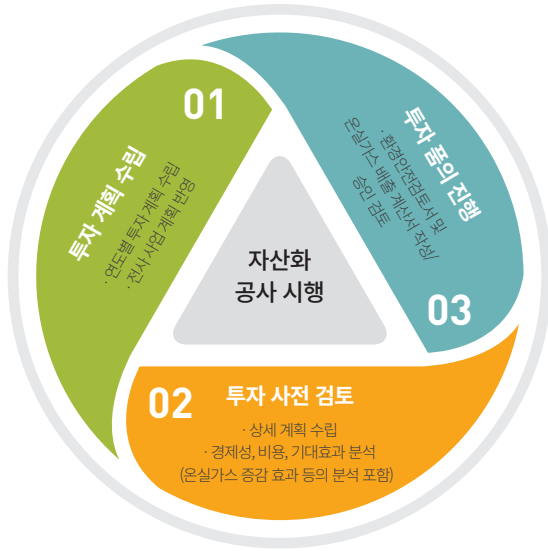 01
투자 계획 수립
· 연도별 투자 계획 수립
· 전사 사업 계획 반영
02
투자 사전 검토
· 상세 계획 수립
· 경제성, 비용, 기대효과 분석
(온실가스 증감 효과 등의 분석 포함)
03
투자 품의 진행
· 환경안전검토서 및
온실가스 배출 계산서 작성/
승인 검토
자산화
공사 시행